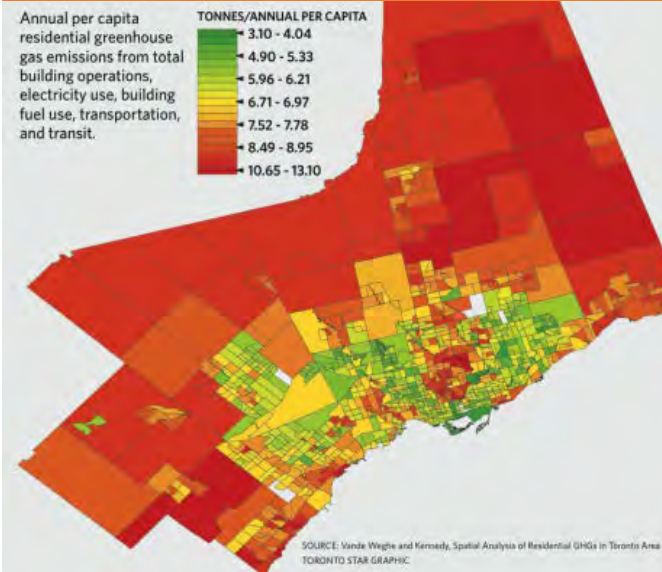 Annual per capita
residential greenhouse
gas emissions from total
building operations,
electricity use, building
fuel use, transportation,
and transit.
TONNES/ANNUAL PER CAPITA
3.10 - 4.04
4.90 - 5.33
5.96 - 6.21
6.71 - 6.97
7.52 - 7.78
8.49 - 8.95
10.65 - 13.10
SOURCE: Vande Weghe and Kennedy, Spatial Analysis of Residential GHGs in Toronto Area
TORONTO STAR GRAPHIC